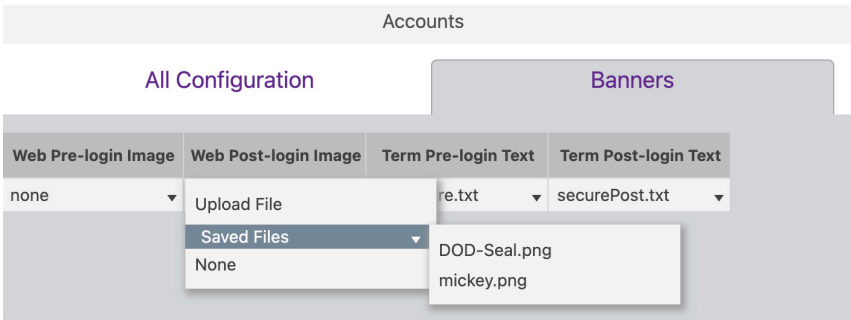 Accounts
All Configuration Banners
Web Pre-login Image Web Post-login Image Term Pre-login Text Term Post-login Text
none re.txt securePost.txt
Upload File
Saved Files
None
DOD-Seal.png
mickey.png